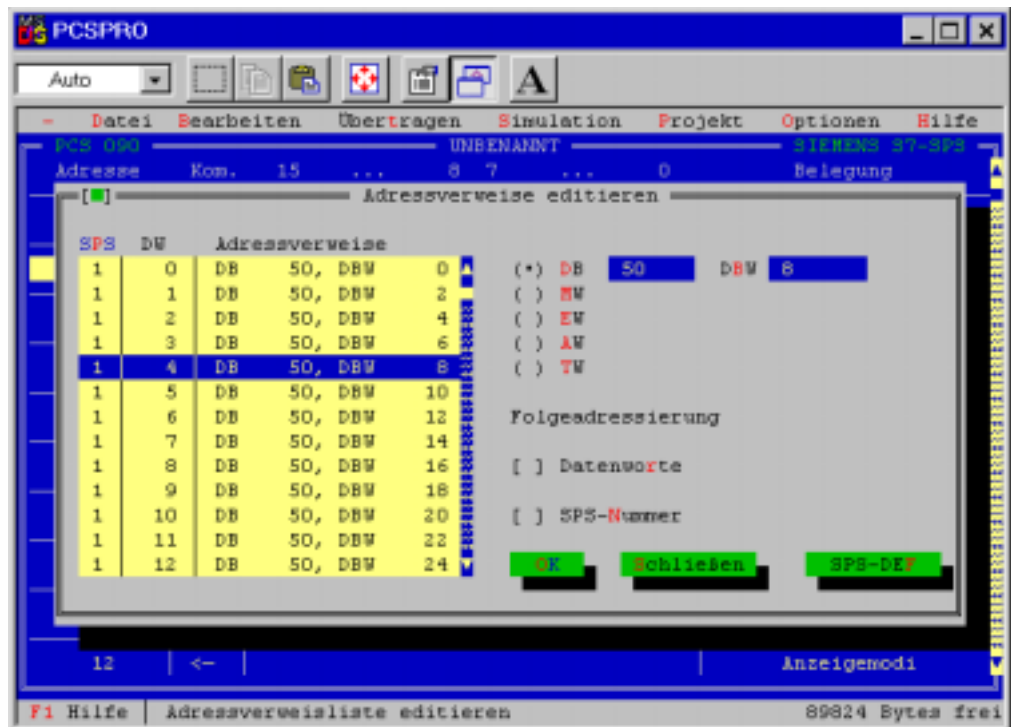 PCSPRO
Auto
A
- Datei Bearbeiten Übertragen Simulation Projekt Optionen Hilfe
PCS 090 UNBENANNT SIEMENS S7-SPS
Adresse Kom. 15 ... 8 7 ... 0 Belegung
[■] Adressverweise editieren
SPS DW Adressverweise
1 0 DB 50, DBW 0 (•) DB 50 DBW 8
1 1 DB 50, DBW 2 ( ) MW
1 2 DB 50, DBW 4 ( ) EW
1 3 DB 50, DBW 6 ( ) AW
1 4 DB 50, DBW 8 ( ) TW
1 5 DB 50, DBW 10
1 6 DB 50, DBW 12 Folgeadressierung
1 7 DB 50, DBW 14
1 8 DB 50, DBW 16 [ ] Datenworte
1 9 DB 50, DBW 18
1 10 DB 50, DBW 20 [ ] SPS-Nummer
1 11 DB 50, DBW 22
1 12 DB 50, DBW 24 OK Schließen SPS-DEF
12 <- Anzeigemodi
F1 Hilfe Adressverweisliste editieren 89824 Bytes frei